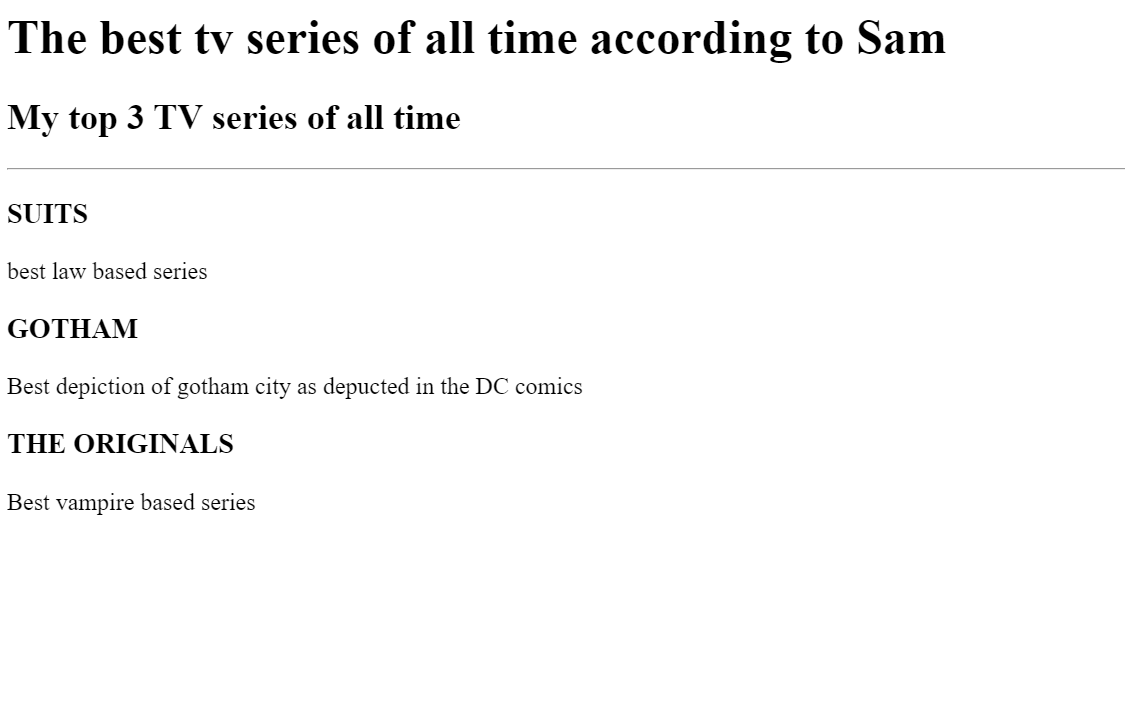 The best tv series of all time according to Sam
My top 3 TV series of all time
SUITS
best law based series
GOTHAM
Best depiction of gotham city as depucted in the DC comics
THE ORIGINALS
Best vampire based series